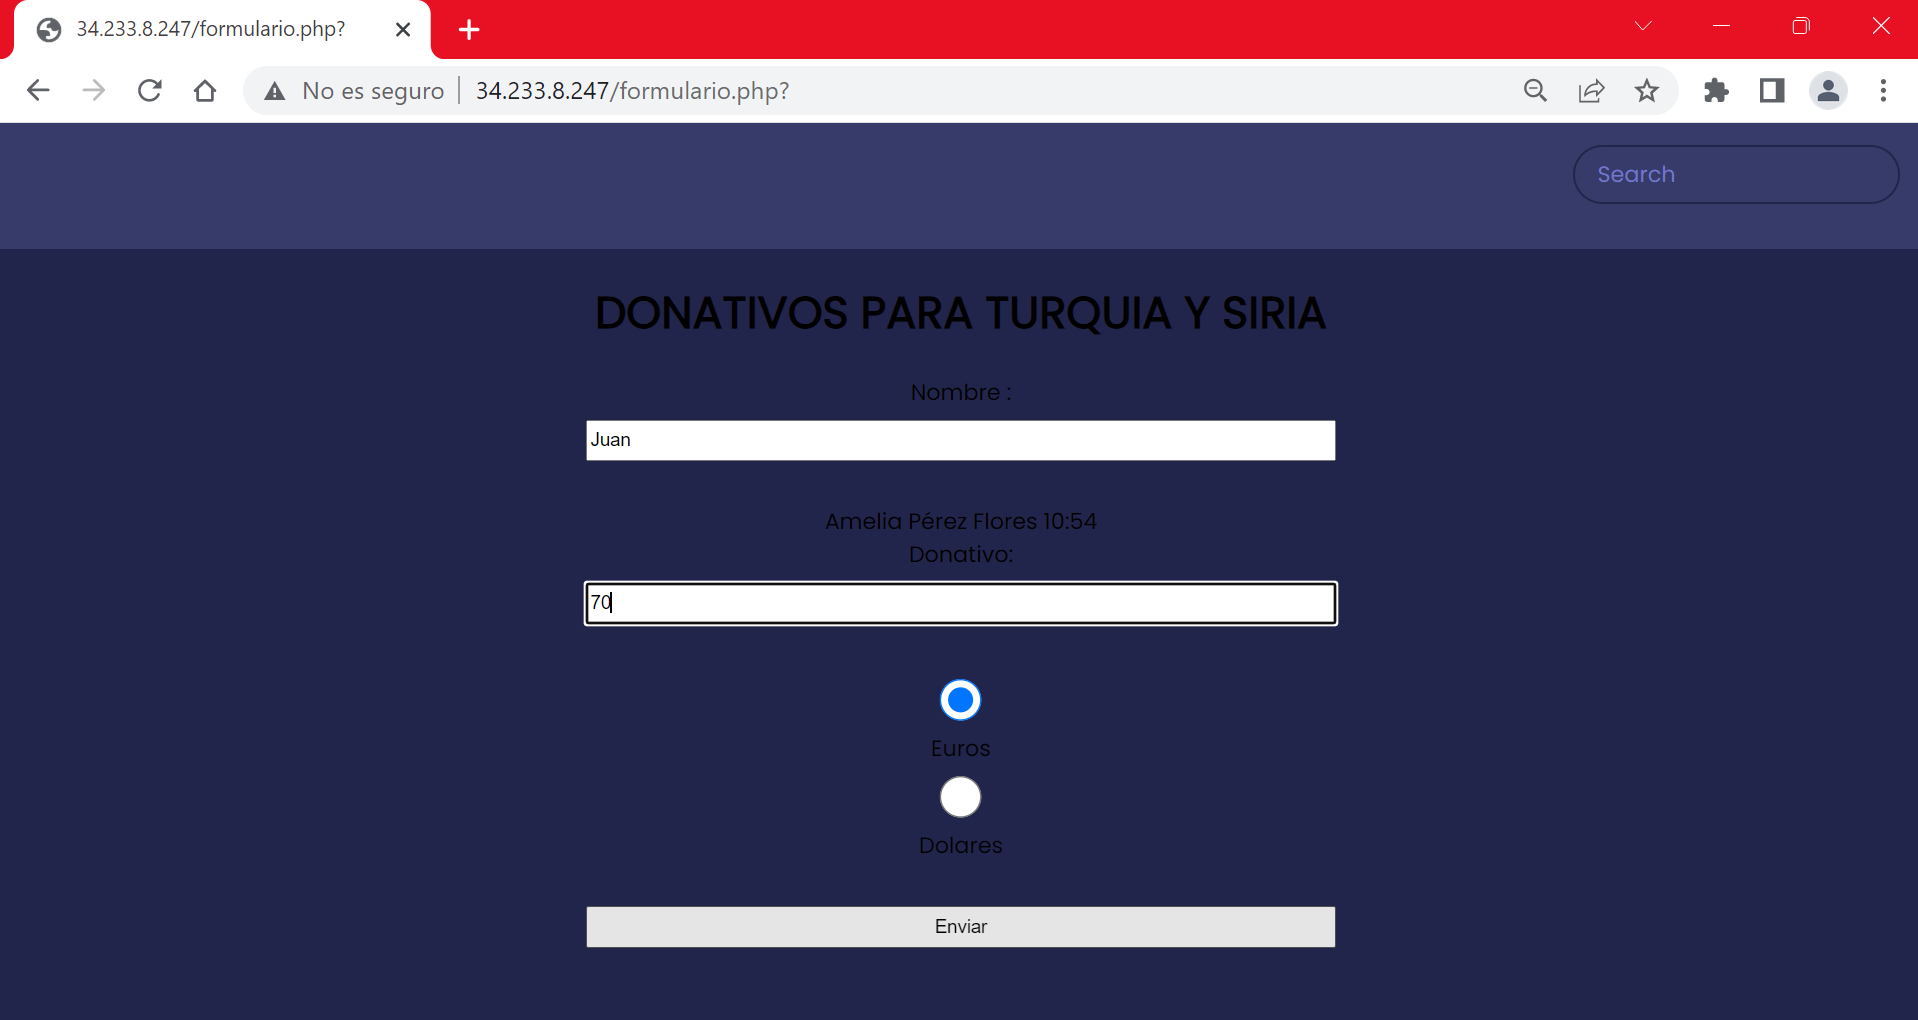 34.233.8.247/formulario.php?
No es seguro 34.233.8.247/formulario.php?
Search
DONATIVOS PARA TURQUIA Y SIRIA
Nombre :
Juan
Amelia Pérez Flores 10:54
Donativo:
70
Euros
Dolares
Enviar